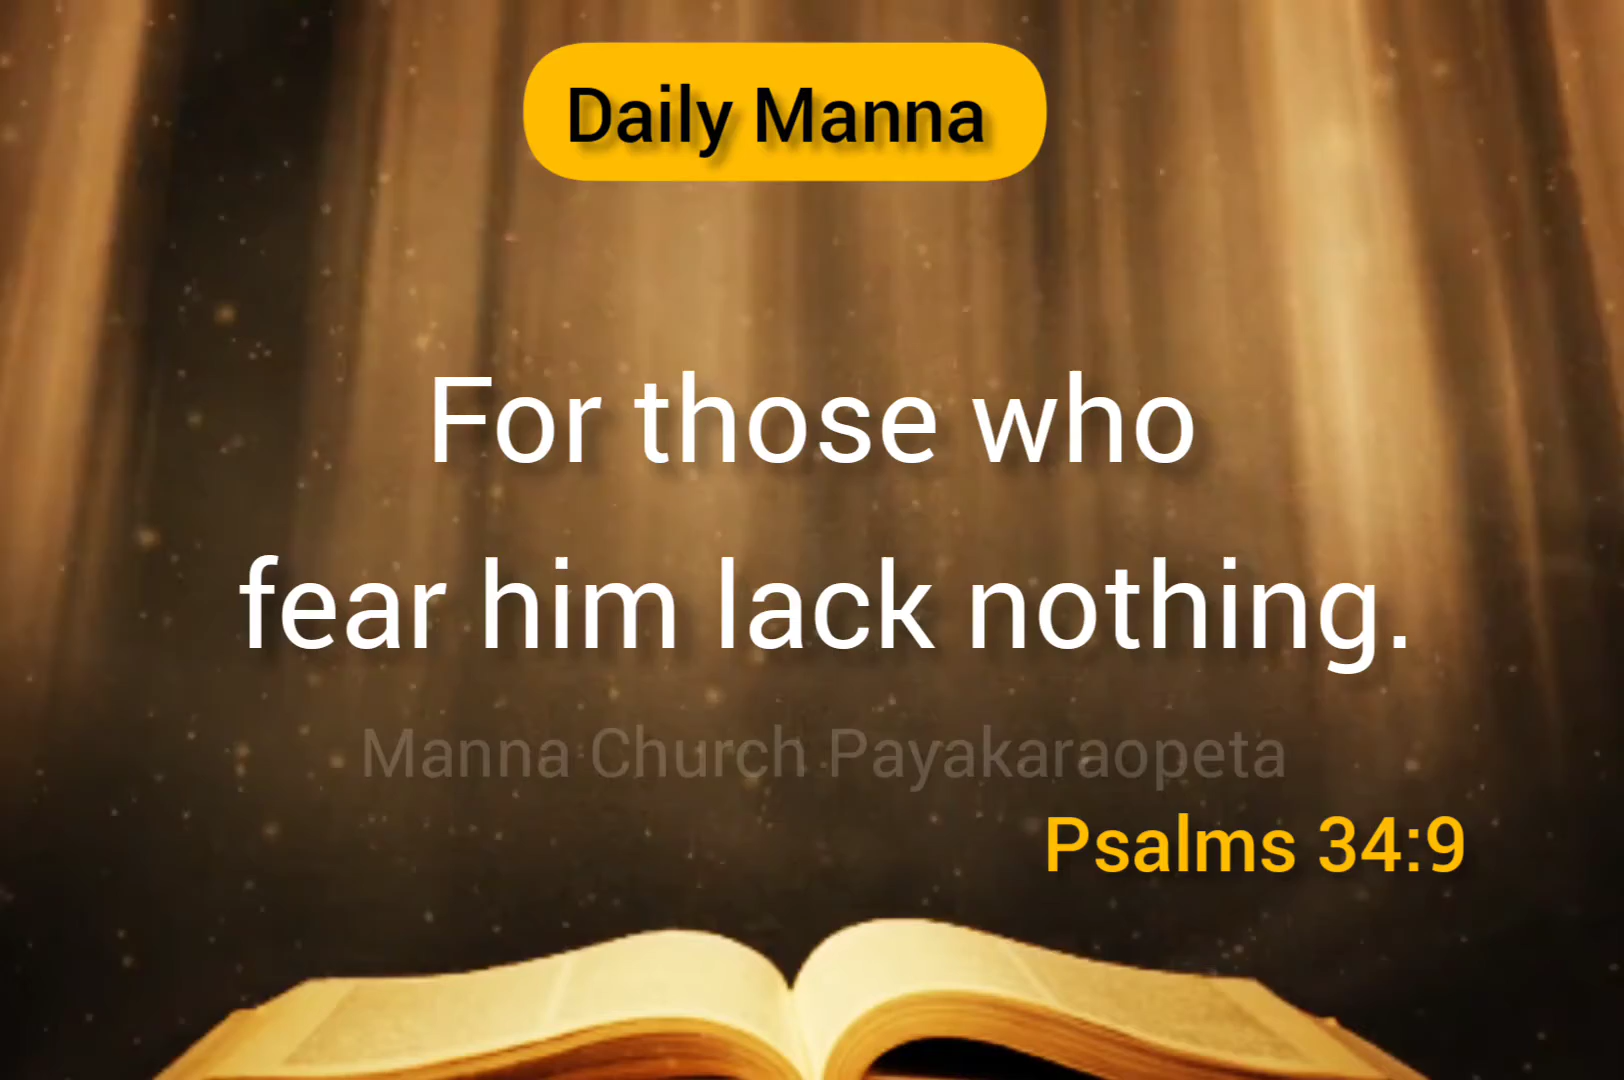 Daily Manna
For those who
fear him lack nothing.
Manna Church Payakaraopeta
Psalms 34:9